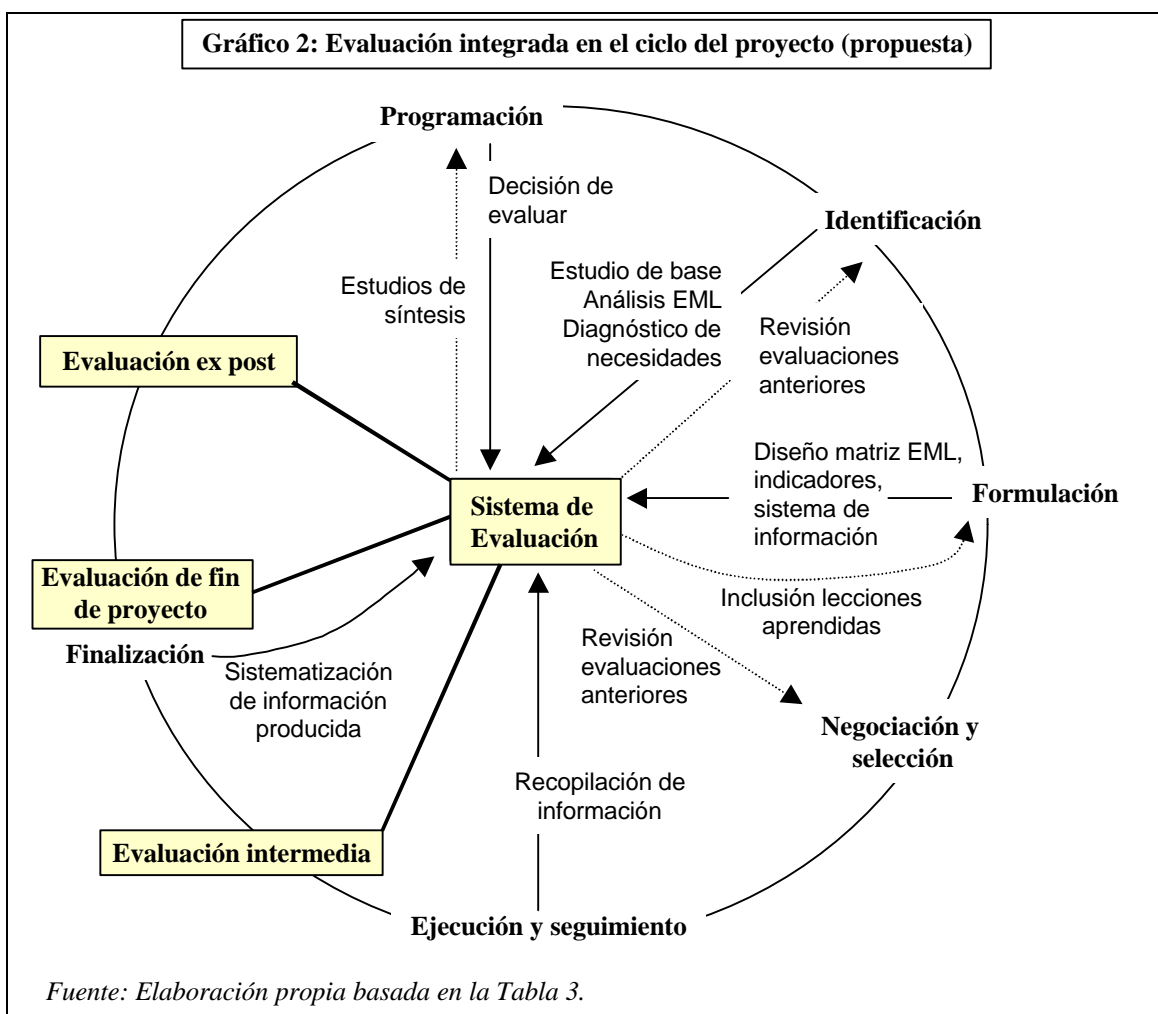 Gráfico 2: Evaluación integrada en el ciclo del proyecto (propuesta)
Programación
Decisión de
evaluar
Identificación
Estudios de
síntesis
Estudio de base
Análisis EML
Diagnóstico de
necesidades
Revisión
evaluaciones
anteriores
Evaluación ex post
Sistema de
Evaluación
Diseño matriz EML,
indicadores,
sistema de
información
Formulación
Evaluación de fin
de proyecto
Inclusión lecciones
aprendidas
Finalización
Sistematización
de información
producida
Revisión
evaluaciones
anteriores
Negociación y
selección
Recopilación de
información
Evaluación intermedia
Ejecución y seguimiento
Fuente: Elaboración propia basada en la Tabla 3.